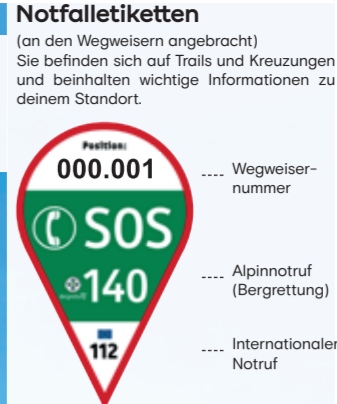 Notfalletiketten
(an den Wegweisern angebracht)
Sie befinden sich auf Trails und Kreuzungen
und beinhalten wichtige Informationen zu
deinem Standort.
Position:
000.001
Wegweiser-
nummer
SOS
140
Alpinnotruf
(Bergrettung)
112
Internationaler
Notruf